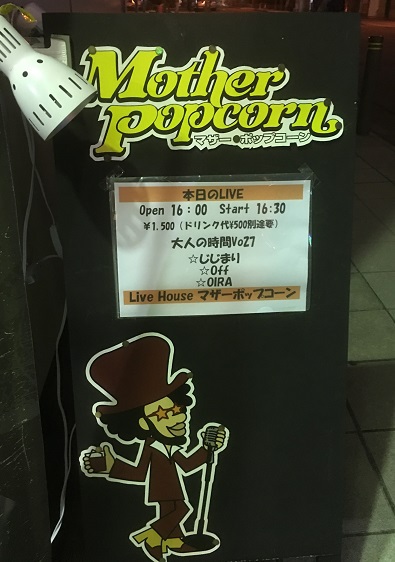 Mother
Popcorn
マザー●ポップコーン
本日のLIVE
Open 16:00 Start 16:30
¥1,500(ドリンク代¥500別途要)
大人の時間Vo27
☆じじまり
☆Off
☆OIRA
Live House マザーポップコーン